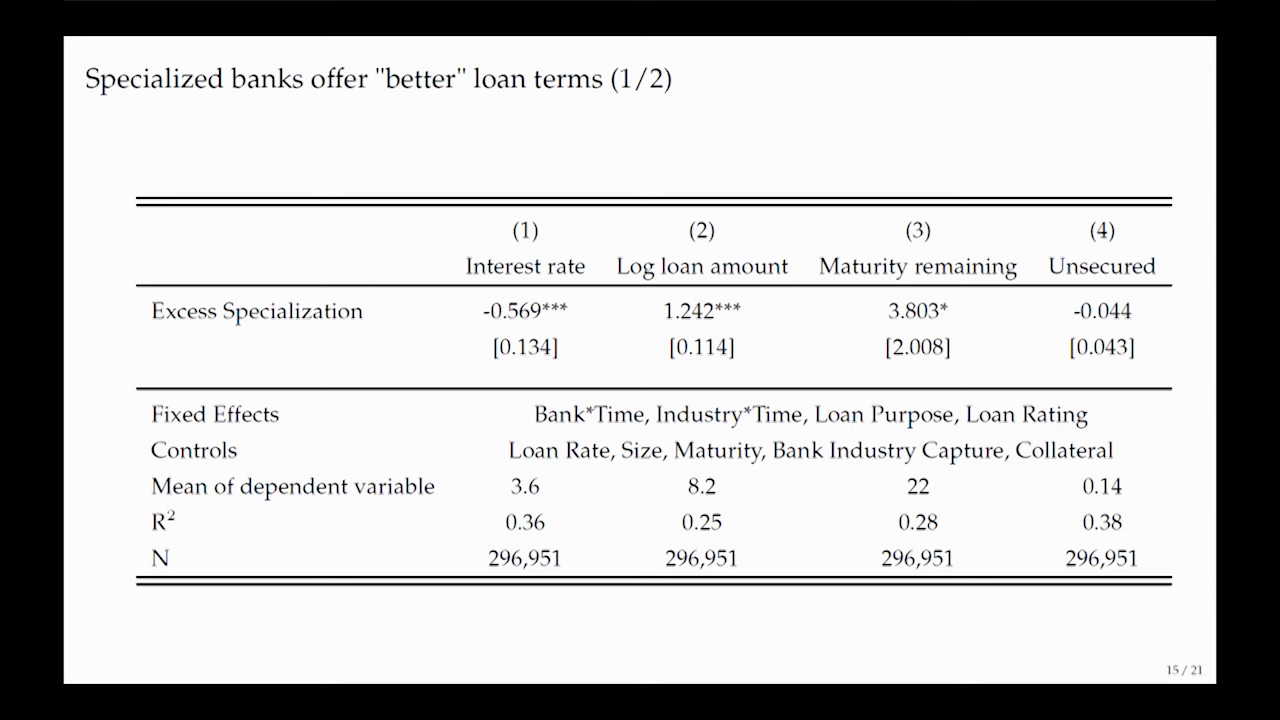 Specialized banks offer "better" loan terms (1/2)
(1) (2) (3) (4)
Interest rate Log loan amount Maturity remaining Unsecured
Excess Specialization -0.569*** 1.242*** 3.803* -0.044
[0.134] [0.114] [2.008] [0.043]
Fixed Effects Bank*Time, Industry*Time, Loan Purpose, Loan Rating
Controls Loan Rate, Size, Maturity, Bank Industry Capture, Collateral
Mean of dependent variable 3.6 8.2 22 0.14
R² 0.36 0.25 0.28 0.38
N 296,951 296,951 296,951 296,951
15 / 21